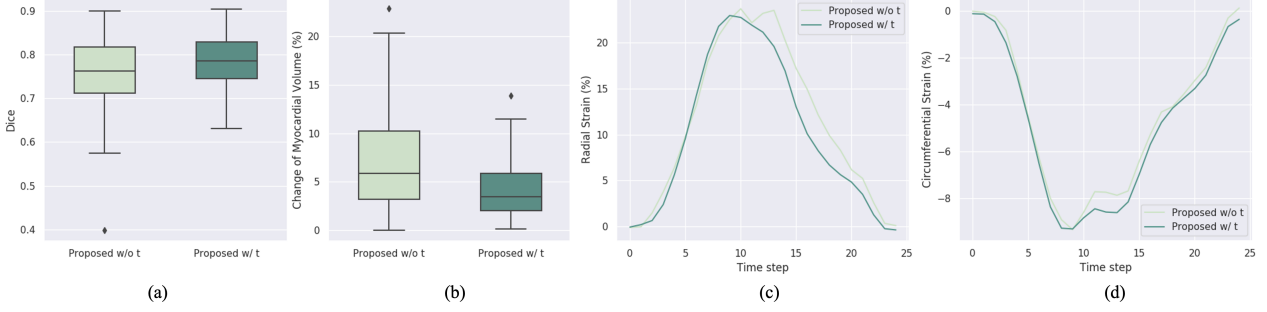 Dice
0.9
0.8
0.7
0.6
0.5
0.4
Proposed w/o t
Proposed w/ t
(a)
Change of Myocardial Volume (%)
20
15
10
5
0
Proposed w/o t
Proposed w/ t
(b)
Radial Strain (%)
20
15
10
5
0
Proposed w/o t
Proposed w/ t
0
5
10
15
20
25
Time step
(c)
Circumferential Strain (%)
0
−2
−4
−6
−8
Proposed w/o t
Proposed w/ t
0
5
10
15
20
25
Time step
(d)